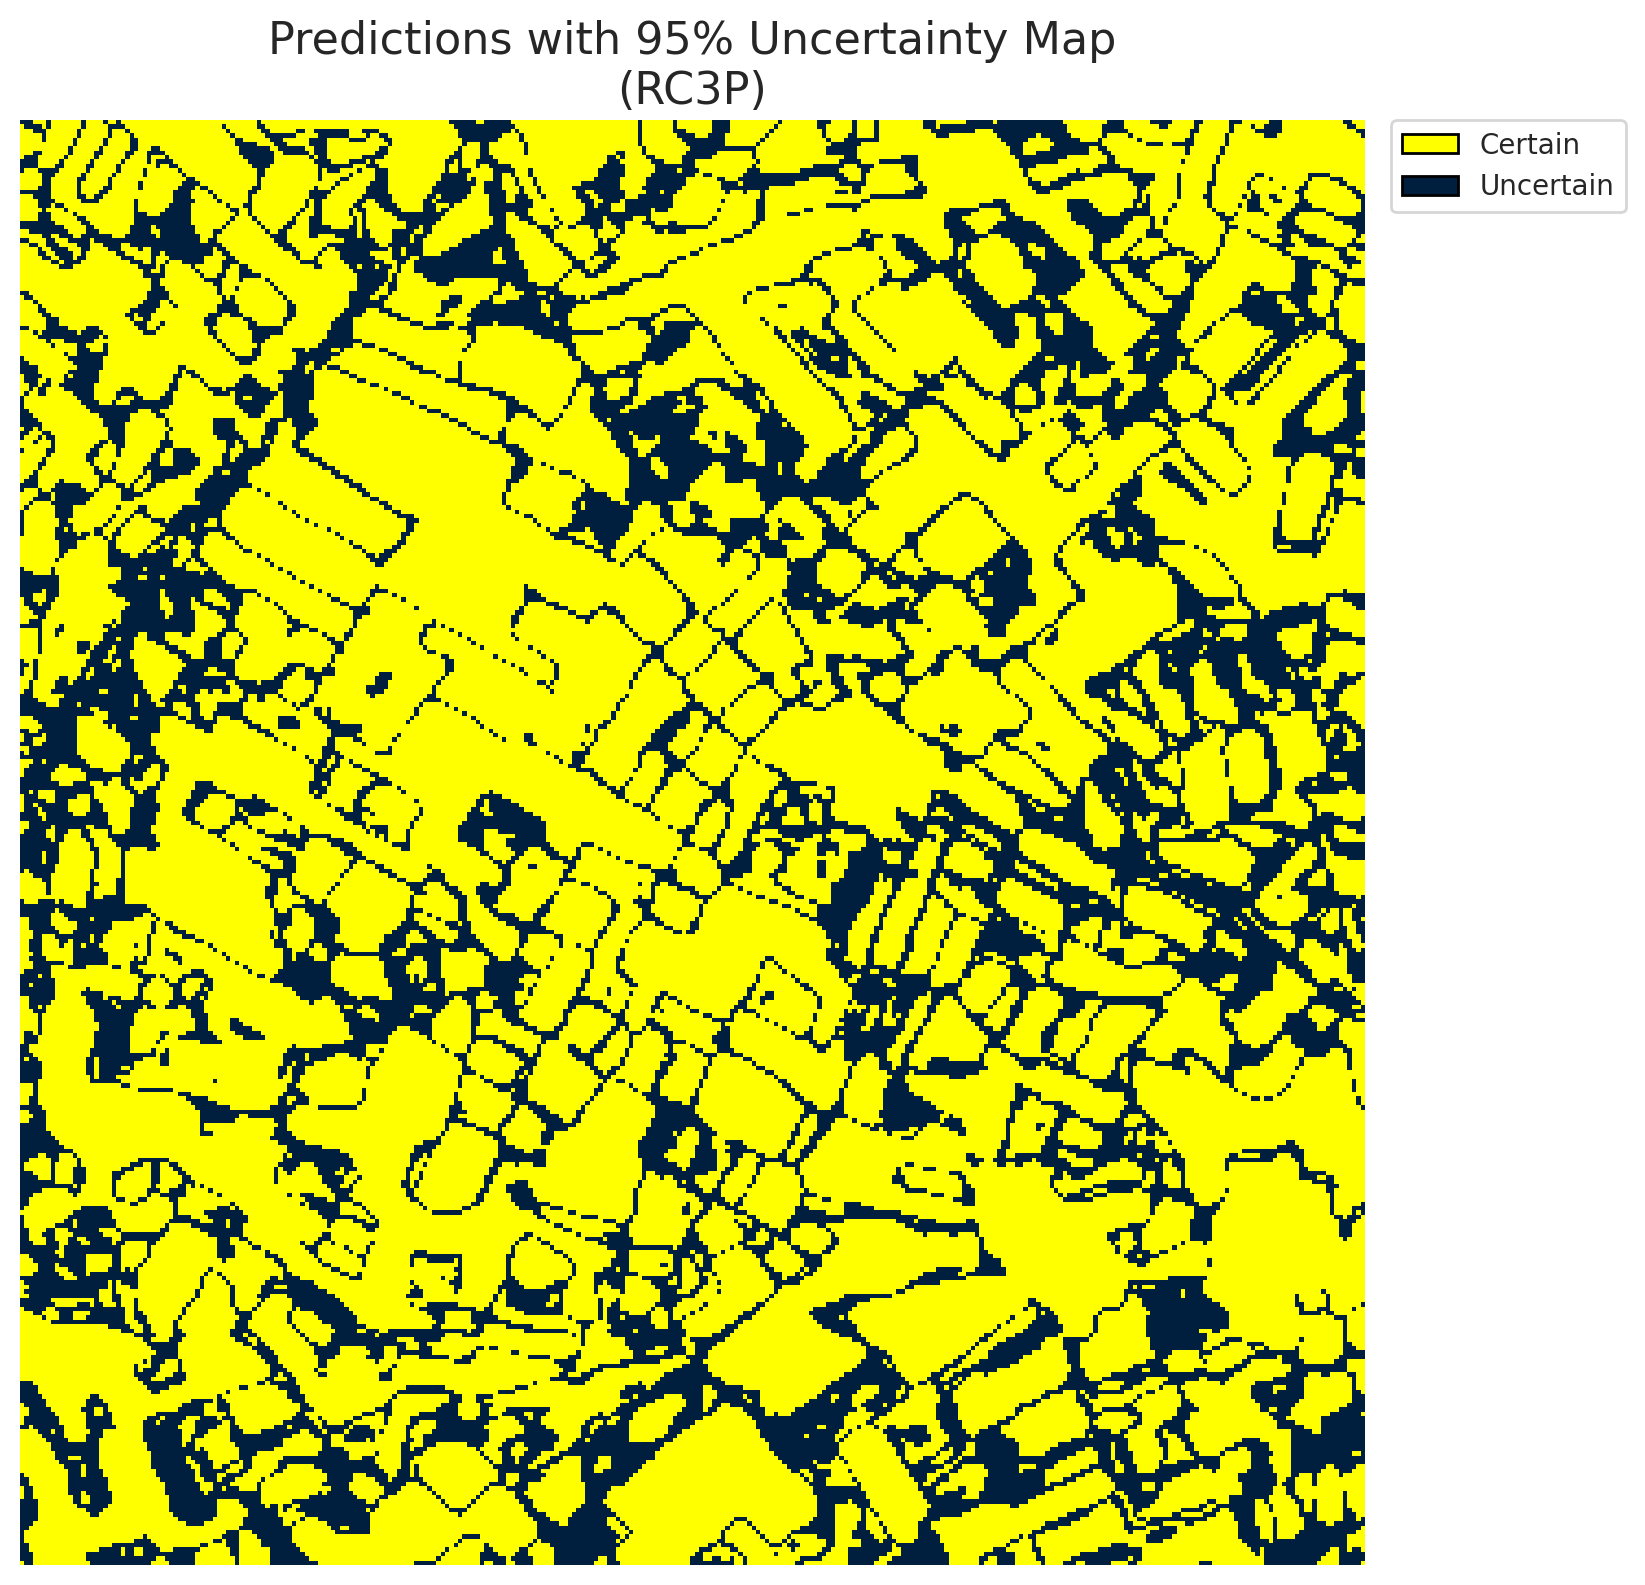 Predictions with 95% Uncertainty Map
(RC3P)
Certain
Uncertain